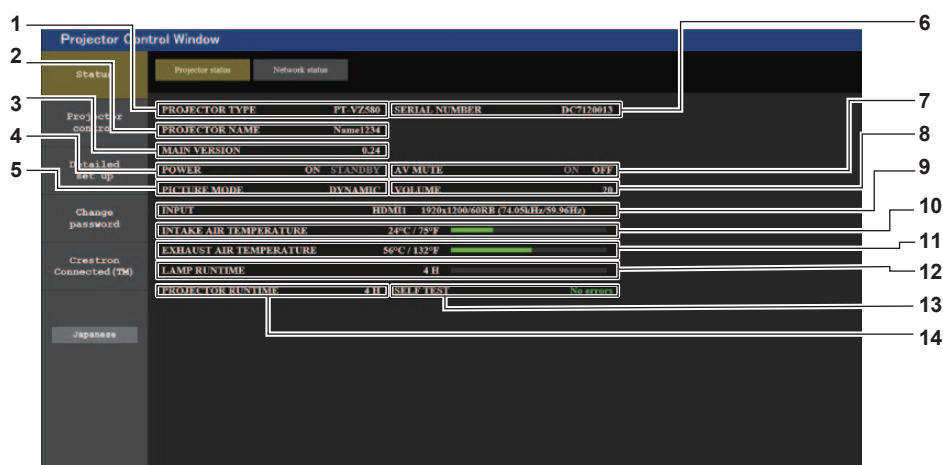 Projector Control Window
Status
Projector status Network status
Projector control
Detailed set up
Change password
Crestron Connected(TM)
Japanese
PROJECTOR TYPE PT-VZ580 SERIAL NUMBER DC7120013
PROJECTOR NAME Name1234
MAIN VERSION 0.24
POWER ON STANDBY AV MUTE ON OFF
PICTURE MODE DYNAMIC VOLUME 20
INPUT HDMI1 1920x1200/60RB (74.05kHz/59.96Hz)
INTAKE AIR TEMPERATURE 24°C / 75°F
EXHAUST AIR TEMPERATURE 56°C / 132°F
LAMP RUNTIME 4 H
PROJECTOR RUNTIME 4 H SELF TEST No errors
1
2
3
4
5
6
7
8
9
10
11
12
13
14